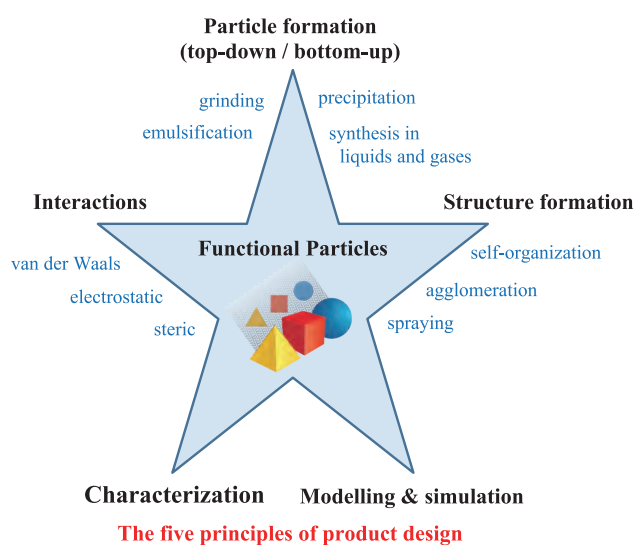 Particle formation
(top-down / bottom-up)
grinding
precipitation
emulsification
synthesis in
liquids and gases
Interactions
Structure formation
Functional Particles
van der Waals
self-organization
electrostatic
agglomeration
steric
spraying
Characterization
Modelling & simulation
The five principles of product design